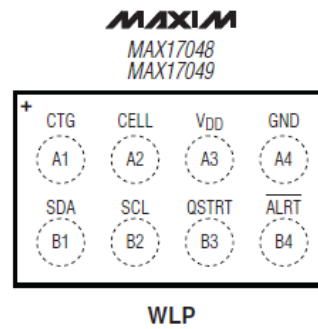 MAXIM
MAX17048
MAX17049
+
CTG CELL VDD GND
A1 A2 A3 A4
SDA SCL QSTRT ALRT
B1 B2 B3 B4
WLP